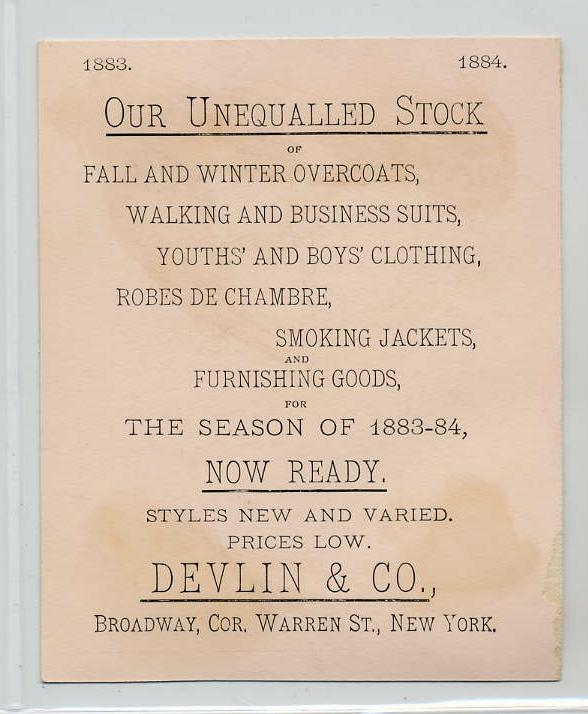 1883. 1884.
OUR UNEQUALLED STOCK
OF
FALL AND WINTER OVERCOATS,
WALKING AND BUSINESS SUITS,
YOUTHS' AND BOYS' CLOTHING,
ROBES DE CHAMBRE,
SMOKING JACKETS,
AND
FURNISHING GOODS,
FOR
THE SEASON OF 1883-84,
NOW READY.
STYLES NEW AND VARIED.
PRICES LOW.
DEVLIN & CO.,
BROADWAY, COR. WARREN ST., NEW YORK.